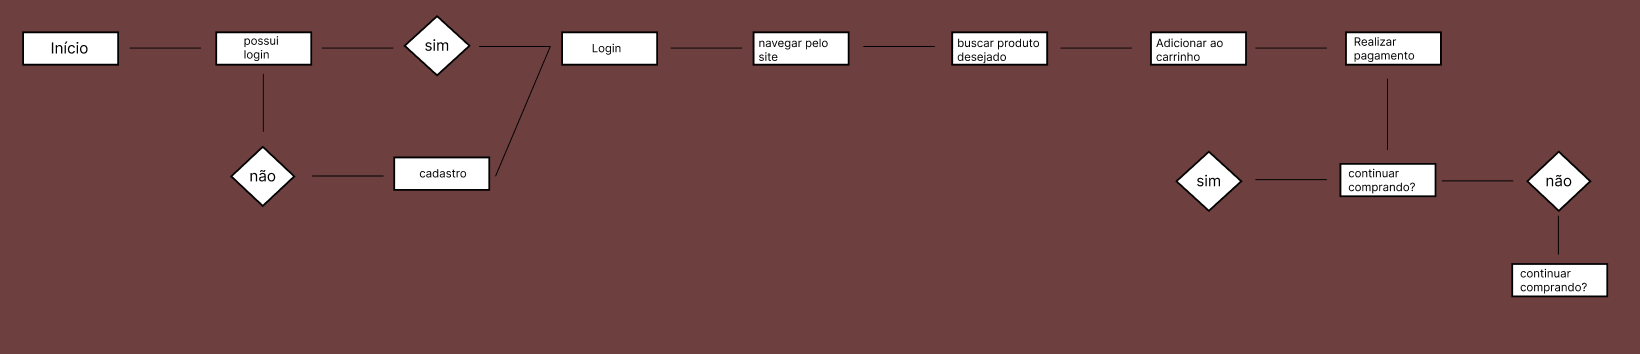 Início
possui
login
sim
Login
navegar pelo
site
buscar produto
desejado
Adicionar ao
carrinho
Realizar
pagamento
não
cadastro
sim
continuar
comprando?
não
continuar
comprando?